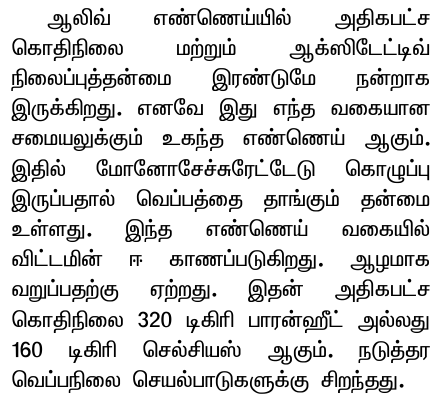 ஆலிவ் எண்ணெய்யில் அதிகபட்ச
கொதிநிலை மற்றும் ஆக்ஸிடேட்டிவ்
நிலைப்புத்தன்மை இரண்டுமே நன்றாக
இருக்கிறது. எனவே இது எந்த வகையான
சமையலுக்கும் உகந்த எண்ணெய் ஆகும்.
இதில் மோனோசேச்சுரேட்டேடு கொழுப்பு
இருப்பதால் வெப்பத்தை தாங்கும் தன்மை
உள்ளது. இந்த எண்ணெய் வகையில்
விட்டமின் ஈ காணப்படுகிறது. ஆழமாக
வறுப்பதற்கு ஏற்றது. இதன் அதிகபட்ச
கொதிநிலை 320 டிகிரி பாரன்ஹீட் அல்லது
160 டிகிரி செல்சியஸ் ஆகும். நடுத்தர
வெப்பநிலை செயல்பாடுகளுக்கு சிறந்தது.